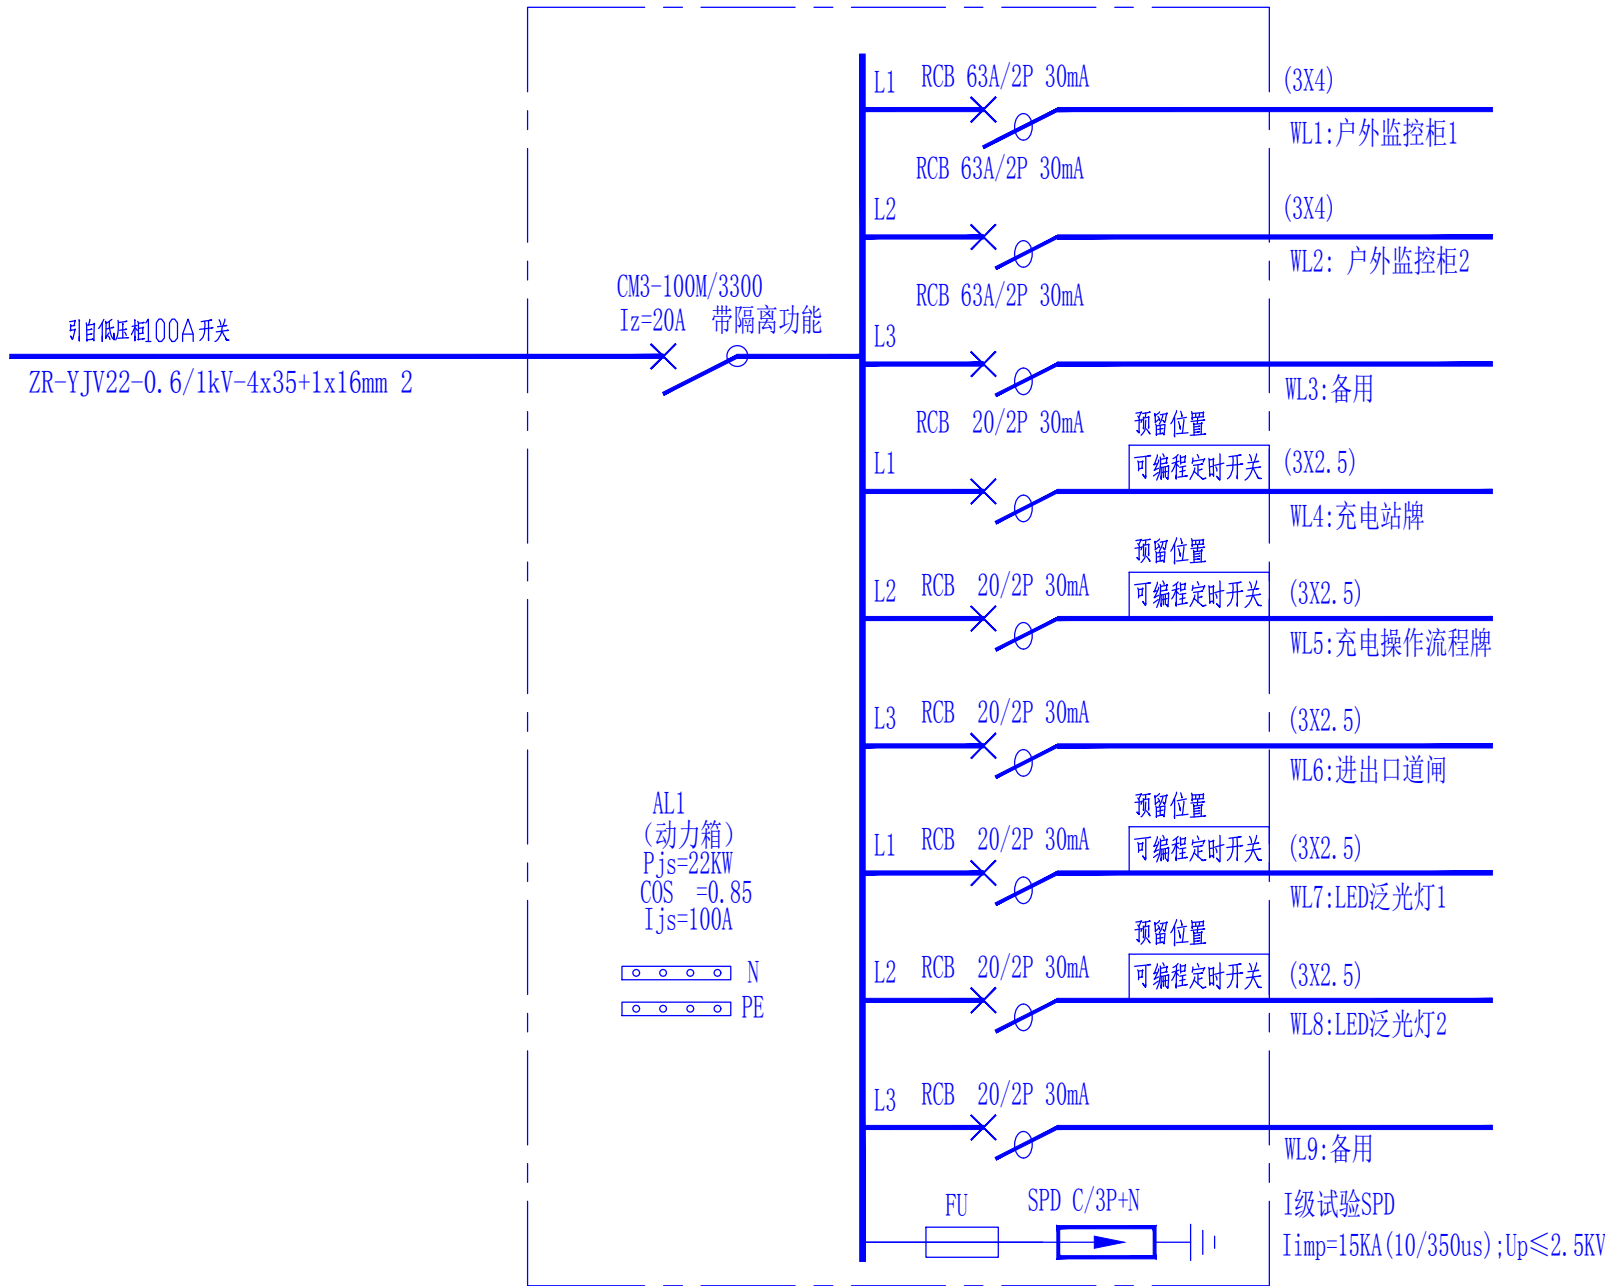 引自低压柜100A开关
ZR-YJV22-0.6/1kV-4x35+1x16mm 2
CM3-100M/3300
Iz=20A 带隔离功能
AL1
(动力箱)
Pjs=22KW
COS =0.85
Ijs=100A
N
PE
L1 RCB 63A/2P 30mA (3X4)
WL1:户外监控柜1
RCB 63A/2P 30mA
L2 (3X4)
WL2: 户外监控柜2
RCB 63A/2P 30mA
L3
WL3:备用
RCB 20/2P 30mA 预留位置
L1 可编程定时开关 (3X2.5)
WL4:充电站牌
预留位置
L2 RCB 20/2P 30mA 可编程定时开关 (3X2.5)
WL5:充电操作流程牌
L3 RCB 20/2P 30mA (3X2.5)
WL6:进出口道闸
预留位置
L1 RCB 20/2P 30mA 可编程定时开关 (3X2.5)
WL7:LED泛光灯1
预留位置
L2 RCB 20/2P 30mA 可编程定时开关 (3X2.5)
WL8:LED泛光灯2
L3 RCB 20/2P 30mA
WL9:备用
FU SPD C/3P+N I级试验SPD
Iimp=15KA(10/350us);Up≤2.5KV